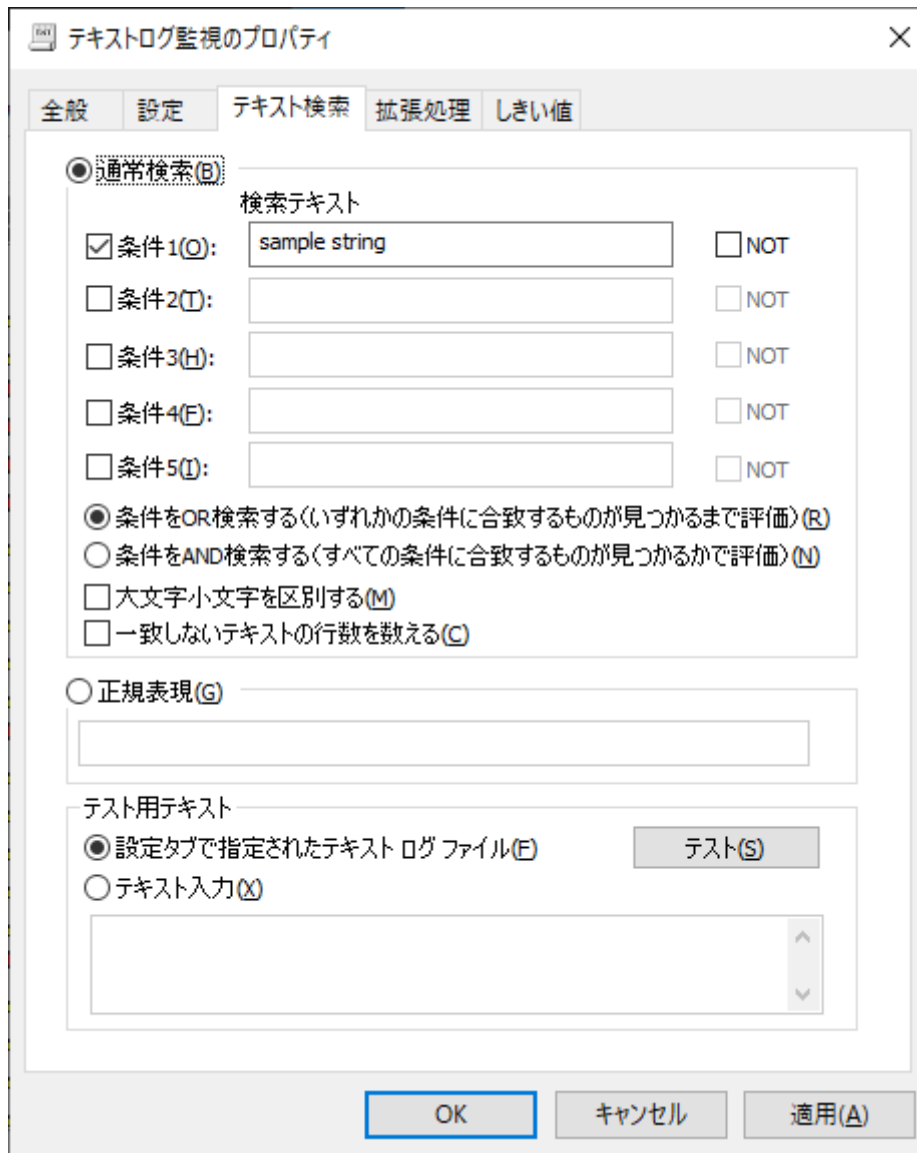 テキストログ監視のプロパティ
全般 設定 テキスト検索 拡張処理 しきい値
通常検索(B)
検索テキスト
条件1(O): sample string NOT
条件2(T): NOT
条件3(H): NOT
条件4(F): NOT
条件5(I): NOT
条件をOR検索する(いずれかの条件に合致するものが見つかるまで評価)(R)
条件をAND検索する(すべての条件に合致するものが見つかるかで評価)(N)
大文字小文字を区別する(M)
一致しないテキストの行数を数える(C)
正規表現(G)
テスト用テキスト
設定タブで指定されたテキスト ログ ファイル(F) テスト(S)
テキスト入力(X)
OK キャンセル 適用(A)